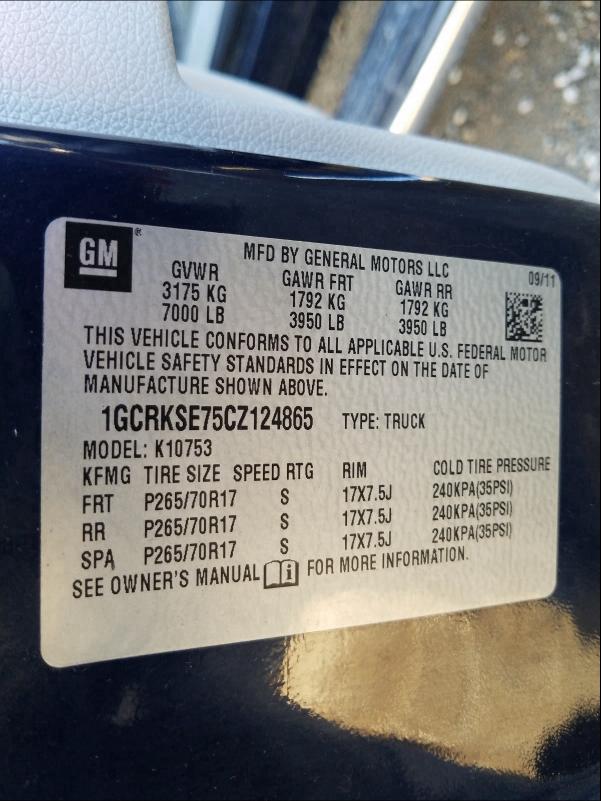 GM ®
MFD BY GENERAL MOTORS LLC
09/11
GVWR GAWR FRT GAWR RR
3175 KG 1792 KG 1792 KG
7000 LB 3950 LB 3950 LB
THIS VEHICLE CONFORMS TO ALL APPLICABLE U.S. FEDERAL MOTOR
VEHICLE SAFETY STANDARDS IN EFFECT ON THE DATE OF
MANUFACTURE SHOWN ABOVE.
1GCRKSE75CZ124865 TYPE: TRUCK
MODEL: K10753
KFMG TIRE SIZE SPEED RTG RIM COLD TIRE PRESSURE
FRT P265/70R17 S 17X7.5J 240KPA(35PSI)
RR P265/70R17 S 17X7.5J 240KPA(35PSI)
SPA P265/70R17 S 17X7.5J 240KPA(35PSI)
SEE OWNER'S MANUAL i FOR MORE INFORMATION.